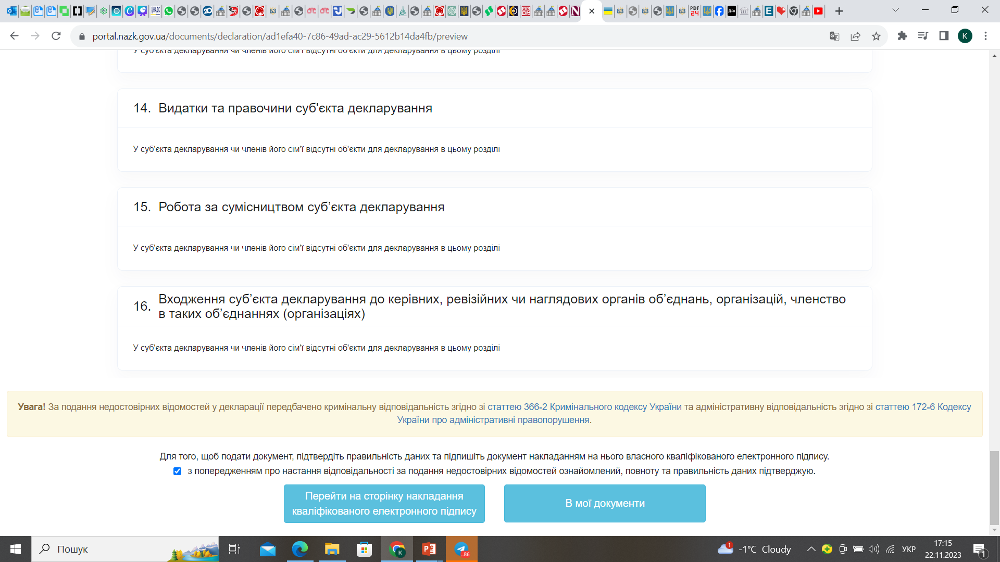 portal.nazk.gov.ua/documents/declaration/ad1efa40-7c86-49ad-ac29-5612b14da4fb/preview
У суб'єкта декларування чи членів його сім'ї відсутні об'єкти для декларування в цьому розділі
14. Видатки та правочини суб'єкта декларування
У суб'єкта декларування чи членів його сім'ї відсутні об'єкти для декларування в цьому розділі
15. Робота за сумісництвом суб’єкта декларування
У суб'єкта декларування чи членів його сім'ї відсутні об'єкти для декларування в цьому розділі
16. Входження суб’єкта декларування до керівних, ревізійних чи наглядових органів об’єднань, організацій, членство
в таких об’єднаннях (організаціях)
У суб'єкта декларування чи членів його сім'ї відсутні об'єкти для декларування в цьому розділі
Увага! За подання недостовірних відомостей у декларації передбачено кримінальну відповідальність згідно зі статтею 366-2 Кримінального кодексу України та адміністративну відповідальність згідно зі статтею 172-6 Кодексу
України про адміністративні правопорушення.
Для того, щоб подати документ, підтвердіть правильність даних та підпишіть документ накладанням на нього власного кваліфікованого електронного підпису.
з попередженням про настання відповідальності за подання недостовірних відомостей ознайомлений, повноту та правильність даних підтверджую.
Перейти на сторінку накладання
кваліфікованого електронного підпису
В мої документи
Пошук
-1°C Cloudy
УКР
17:15
22.11.2023